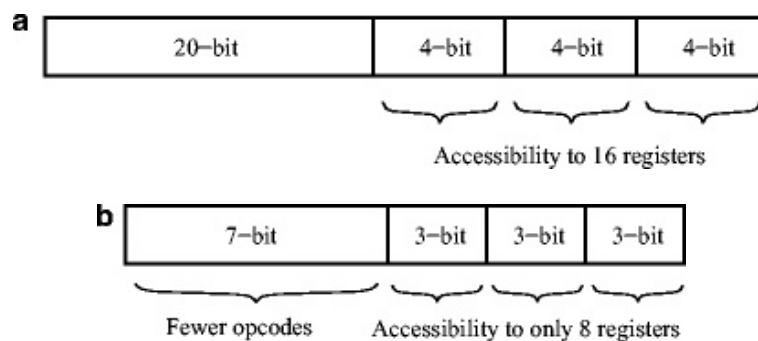 a
20−bit 4−bit 4−bit 4−bit
Accessibility to 16 registers
b
7−bit 3−bit 3−bit 3−bit
Fewer opcodes Accessibility to only 8 registers